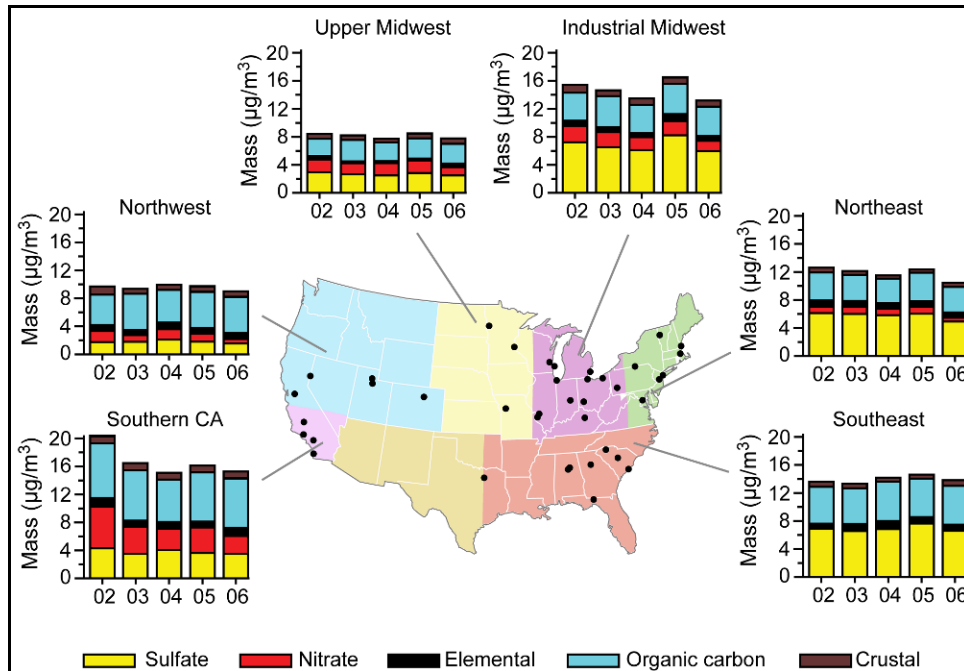 Upper Midwest
20
16
12
8
4
0
Mass (µg/m³)
02 03 04 05 06
Industrial Midwest
20
16
12
8
4
0
Mass (µg/m³)
02 03 04 05 06
Northwest
20
16
12
8
4
0
Mass (µg/m³)
02 03 04 05 06
Northeast
20
16
12
8
4
0
Mass (µg/m³)
02 03 04 05 06
Southern CA
20
16
12
8
4
0
Mass (µg/m³)
02 03 04 05 06
Southeast
20
16
12
8
4
0
Mass (µg/m³)
02 03 04 05 06
Sulfate Nitrate Elemental Organic carbon Crustal